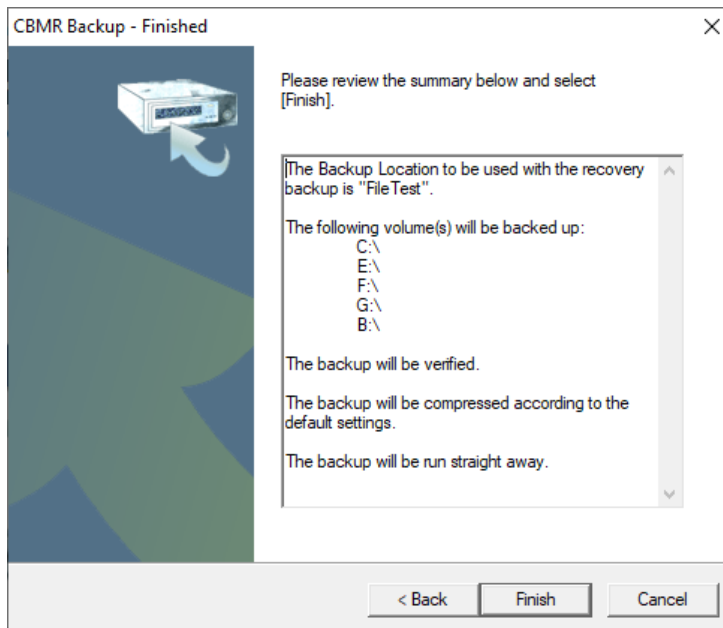 CBMR Backup - Finished
Please review the summary below and select
[Finish].
The Backup Location to be used with the recovery
backup is "FileTest".
The following volume(s) will be backed up:
C:\
E:\
F:\
G:\
B:\
The backup will be verified.
The backup will be compressed according to the
default settings.
The backup will be run straight away.
< Back
Finish
Cancel